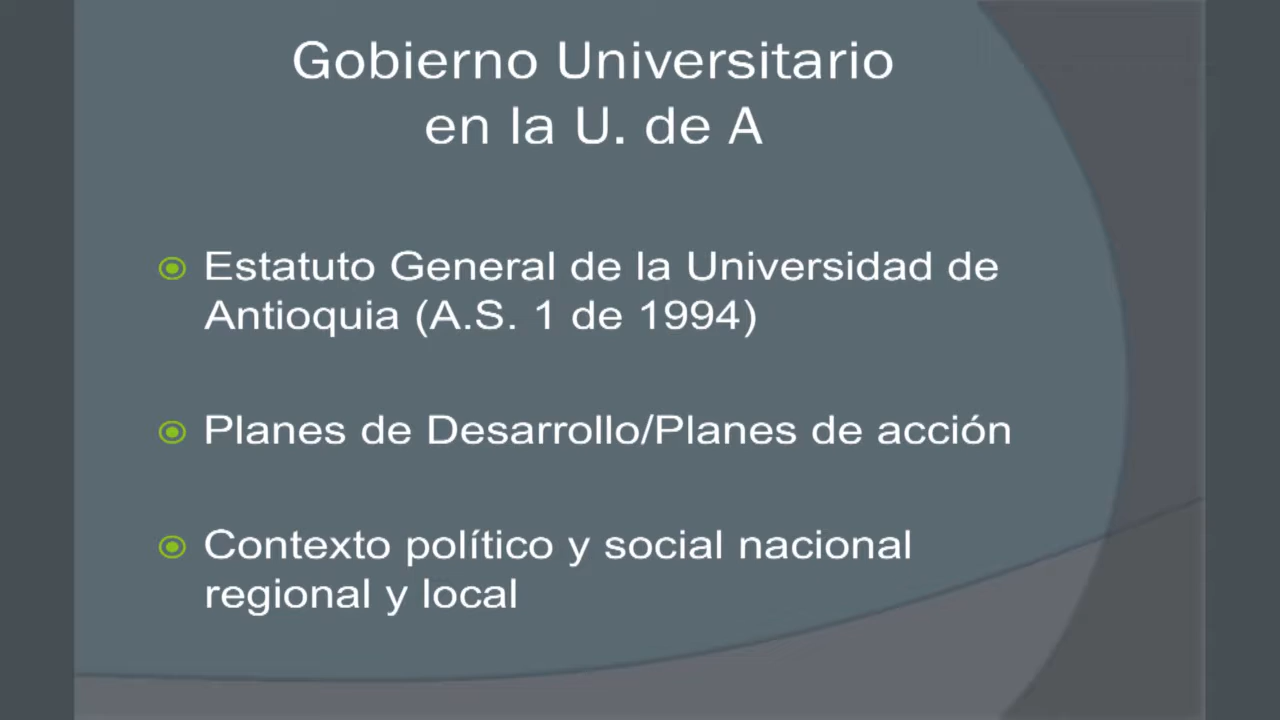 Gobierno Universitario
en la U. de A
Estatuto General de la Universidad de
Antioquia (A.S. 1 de 1994)
Planes de Desarrollo/Planes de acción
Contexto político y social nacional
regional y local